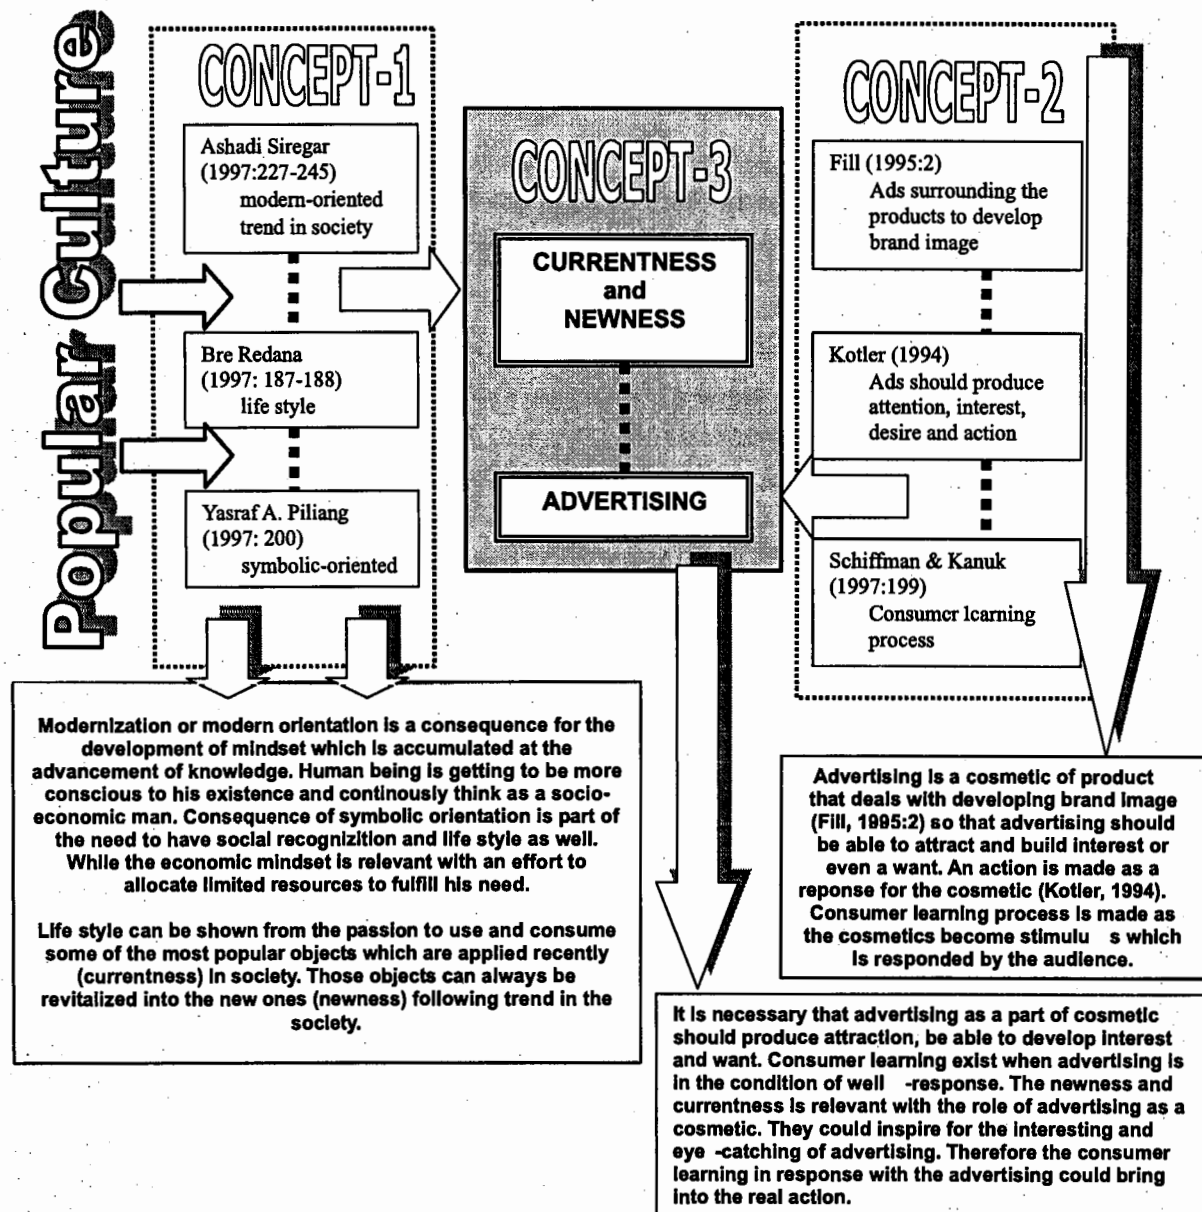 Popular Culture
CONCEPT-1
Ashadi Siregar
(1997:227-245)
modern-oriented
trend in society
Bre Redana
(1997: 187-188)
life style
Yasraf A. Piliang
(1997: 200)
symbolic-oriented
CONCEPT-3
CURRENTNESS
and
NEWNESS
ADVERTISING
CONCEPT-2
Fill (1995:2)
Ads surrounding the
products to develop
brand image
Kotler (1994)
Ads should produce
attention, interest,
desire and action
Schiffman & Kanuk
(1997:199)
Consumer learning
process
Modernization or modern orientation is a consequence for the
development of mindset which is accumulated at the
advancement of knowledge. Human being is getting to be more
conscious to his existence and continously think as a socio-
economic man. Consequence of symbolic orientation is part of
the need to have social recognizition and life style as well.
While the economic mindset is relevant with an effort to
allocate limited resources to fulfill his need.
Life style can be shown from the passion to use and consume
some of the most popular objects which are applied recently
(currentness) in society. Those objects can always be
revitalized into the new ones (newness) following trend in the
society.
Advertising is a cosmetic of product
that deals with developing brand image
(Fill, 1995:2) so that advertising should
be able to attract and build interest or
even a want. An action is made as a
reponse for the cosmetic (Kotler, 1994).
Consumer learning process is made as
the cosmetics become stimulu s which
is responded by the audience.
It is necessary that advertising as a part of cosmetic
should produce attraction, be able to develop interest
and want. Consumer learning exist when advertising is
in the condition of well -response. The newness and
currentness is relevant with the role of advertising as a
cosmetic. They could inspire for the interesting and
eye -catching of advertising. Therefore the consumer
learning in response with the advertising could bring
into the real action.